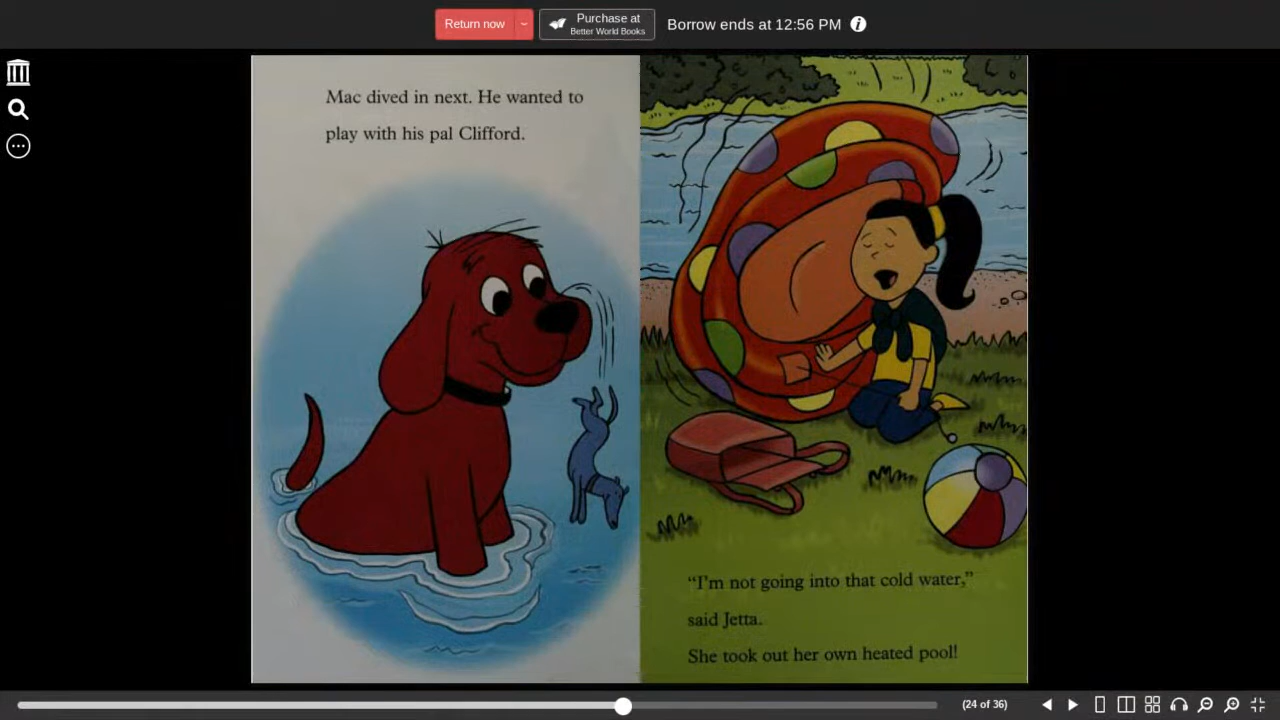 Return now
Purchase at
Better World Books
Borrow ends at 12:56 PM
Mac dived in next. He wanted to
play with his pal Clifford.
“I’m not going into that cold water,”
said Jetta.
She took out her own heated pool!
(24 of 36)